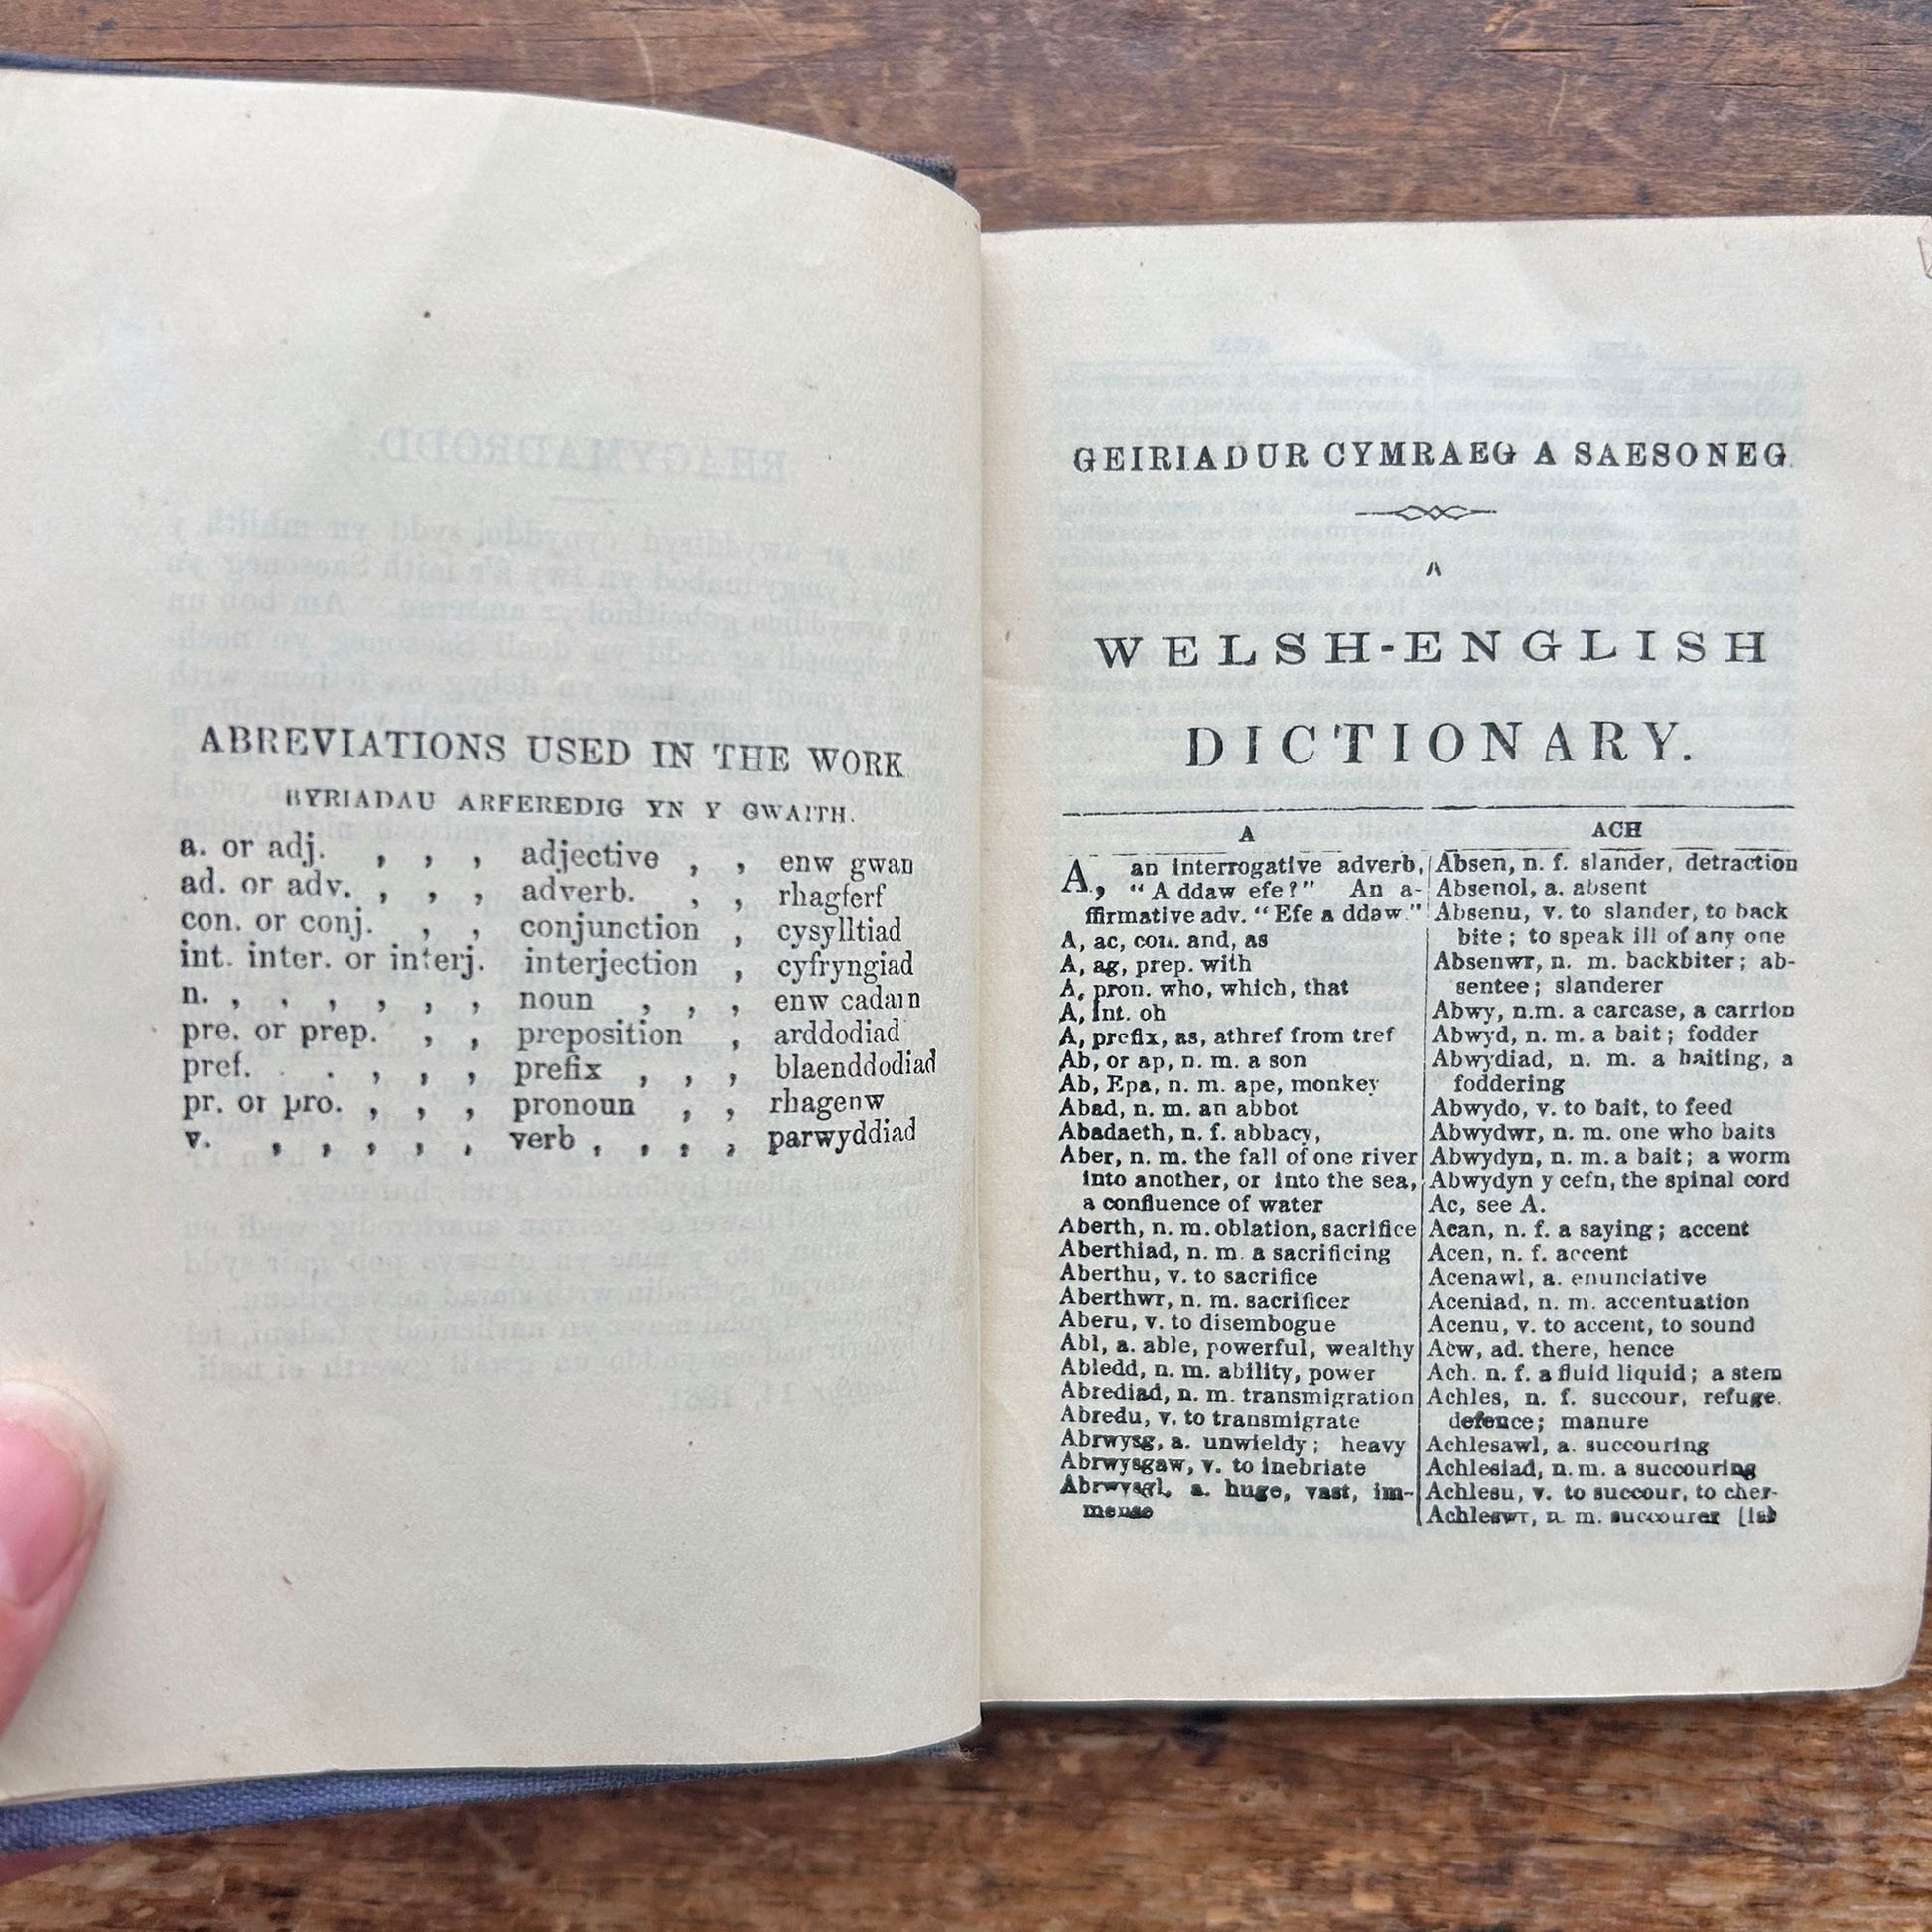 ABREVIATIONS USED IN THE WORK
BYRIADAU ARFEREDIG YN Y GWAITH.
a. or adj. , , , adjective , , enw gwan
ad. or adv. , , , adverb. , , rhagferf
con. or conj. , , conjunction , cysylltiad
int. inter. or interj. interjection , cyfryngiad
n. , , , , , , noun , , , enw cadarn
pre. or prep. , , preposition , arddodiad
pref. . . , , , prefix , , , blaenddodiad
pr. or pro. , , , pronoun , , rhagenw
v. , , , , , verb , , , , parwyddiad
GEIRIADUR CYMRAEG A SAESONEG.
A
WELSH-ENGLISH
DICTIONARY.
A
A, an interrogative adverb,
“A ddaw efe?” An a-
ffirmative adv. “Efe a ddaw.”
A, ac, con. and, as
A, ag, prep. with
A, pron. who, which, that
A, Int. oh
A, prefix, as, athref from tref
Ab, or ap, n. m. a son
Ab, Epa, n. m. ape, monkey
Abad, n. m. an abbot
Abadaeth, n. f. abbacy,
Aber, n. m. the fall of one river
into another, or into the sea,
a confluence of water
Aberth, n. m. oblation, sacrifice
Aberthiad, n. m. a sacrificing
Aberthu, v. to sacrifice
Aberthwr, n. m. sacrificer
Aberu, v. to disembogue
Abl, a. able, powerful, wealthy
Abledd, n. m. ability, power
Abrediad, n. m. transmigration
Abredu, v. to transmigrate
Abrwysg, a. unwieldy; heavy
Abrwysgaw, v. to inebriate
Abrwysgl, a. huge, vast, im-
mense
ACH
Absen, n. f. slander, detraction
Absenol, a. absent
Absenu, v. to slander, to back
bite; to speak ill of any one
Absenwr, n. m. backbiter; ab-
sentee; slanderer
Abwy, n.m. a carcase, a carrion
Abwyd, n. m. a bait; fodder
Abwydiad, n. m. a baiting, a
foddering
Abwydo, v. to bait, to feed
Abwydwr, n. m. one who baits
Abwydyn, n. m. a bait; a worm
Abwydyn y cefn, the spinal cord
Ac, see A.
Acan, n. f. a saying; accent
Acen, n. f. accent
Acenawl, a. enunciative
Aceniad, n. m. accentuation
Acenu, v. to accent, to sound
Acw, ad. there, hence
Ach. n. f. a fluid liquid; a stem
Achles, n. f. succour, refuge.
defence; manure
Achlesawl, a. succouring
Achlesiad, n. m. a succouring
Achlesu, v. to succour, to cher-
Achleswr, n. m. succourer [ish